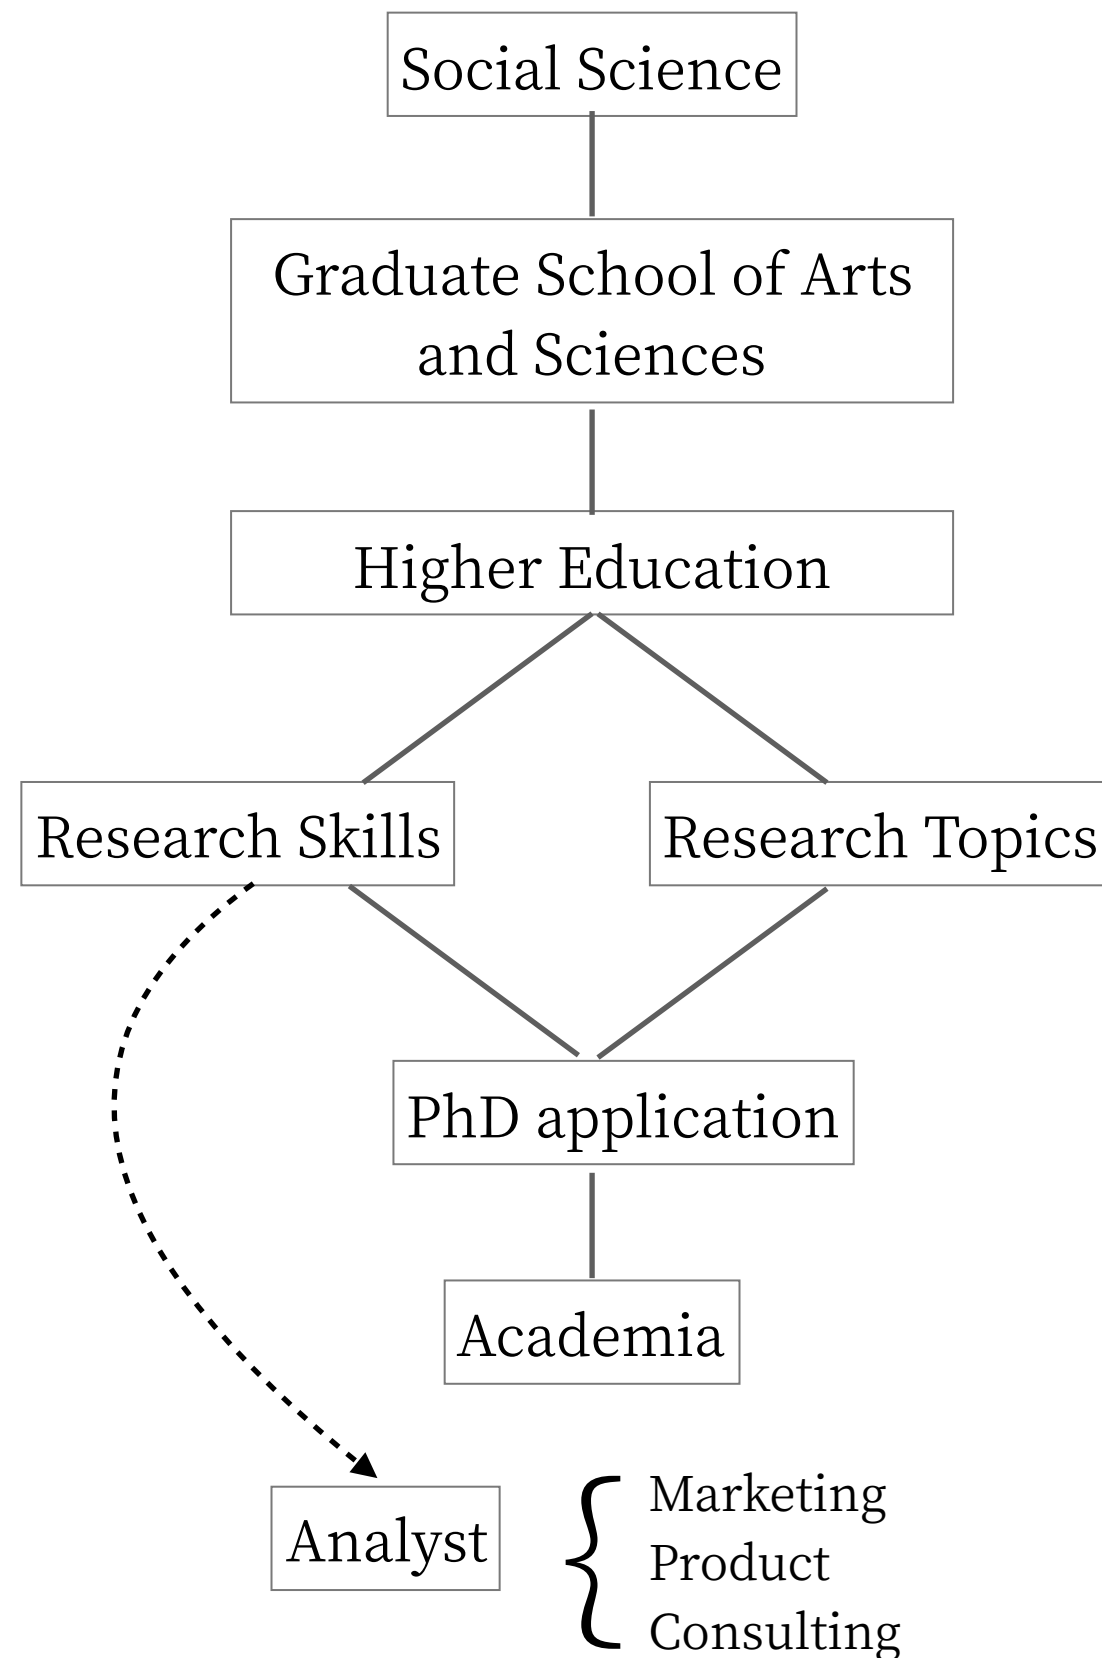 Social Science
Graduate School of Arts
and Sciences
Higher Education
Research Skills
Research Topics
PhD application
Academia
Analyst
Marketing
Product
Consulting